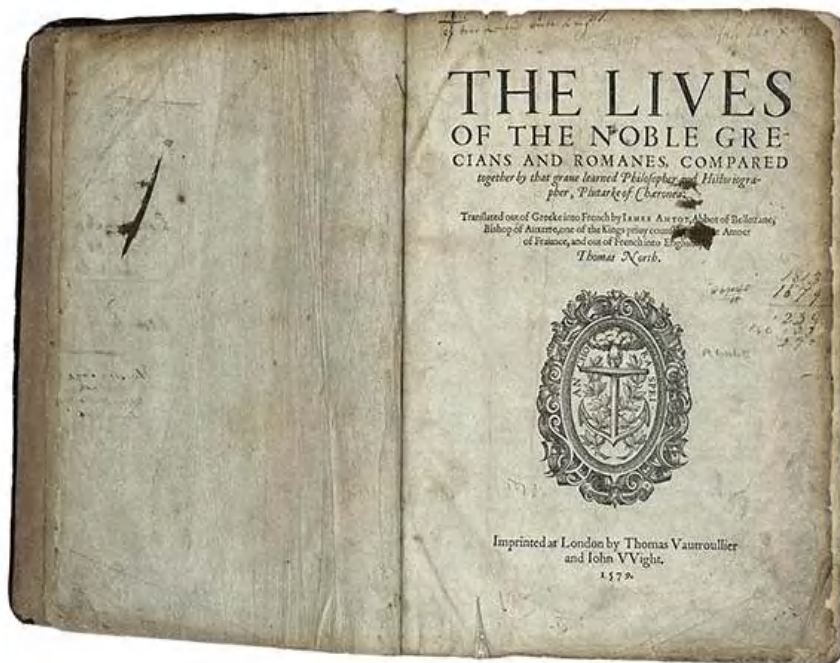 THE LIVES
OF THE NOBLE GRE-
CIANS AND ROMANES, COMPARED
together by that graue learned Philosopher and Historiogra-
pher, Plutarke of Chæronea:
Translated out of Greeke into French by IAMES AMYOT, Abbot of Bellozane,
Bishop of Auxerre, one of the Kings priuy Amner
of Fraunce, and out of French into
Thomas North.
ANCHORA SPEI
Imprinted at London by Thomas Vautroullier
and Iohn VVight.
1579.